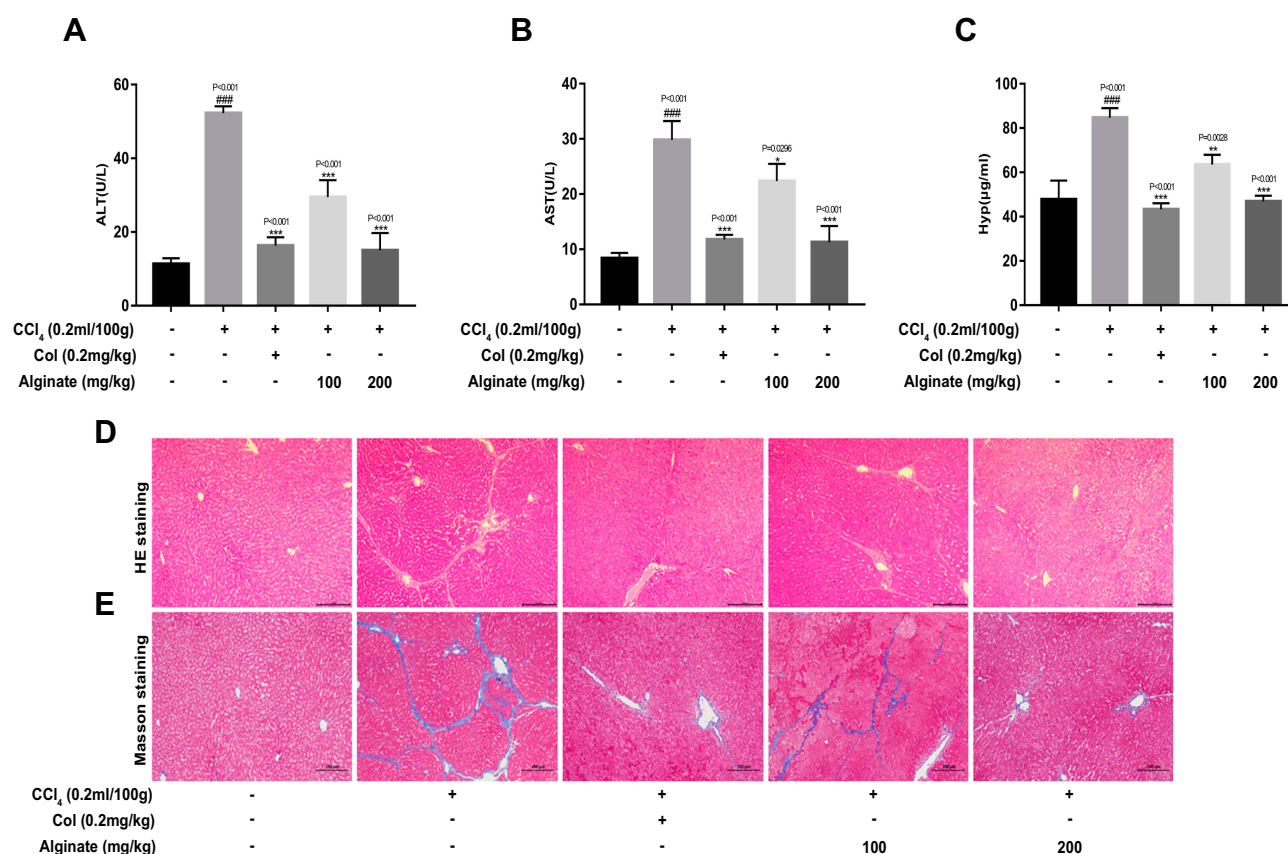 A
B
C
P<0.001
###
P<0.001
***
P<0.001
***
P<0.001
***
60
40
20
0
ALT(U/L)
P<0.001
###
P<0.001
***
P=0.0296
*
P<0.001
***
40
30
20
10
0
AST(U/L)
P<0.001
###
P<0.001
***
P=0.0028
**
P<0.001
***
100
80
60
40
20
0
Hyp(μg/ml)
CCl4 (0.2ml/100g) - + + + +
Col (0.2mg/kg) - - + - -
Alginate (mg/kg) - - - 100 200
CCl4 (0.2ml/100g) - + + + +
Col (0.2mg/kg) - - + - -
Alginate (mg/kg) - - - 100 200
CCl4 (0.2ml/100g) - + + + +
Col (0.2mg/kg) - - + - -
Alginate (mg/kg) - - - 100 200
D
HE staining
E
Masson staining
CCl4 (0.2ml/100g) - + + + +
Col (0.2mg/kg) - - + - -
Alginate (mg/kg) - - - 100 200